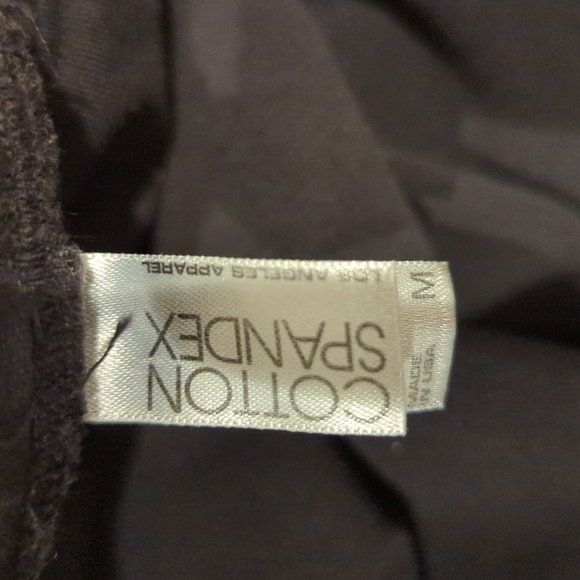 COTTON
SPANDEX
LOS ANGELES APPAREL
M
MADE
IN USA